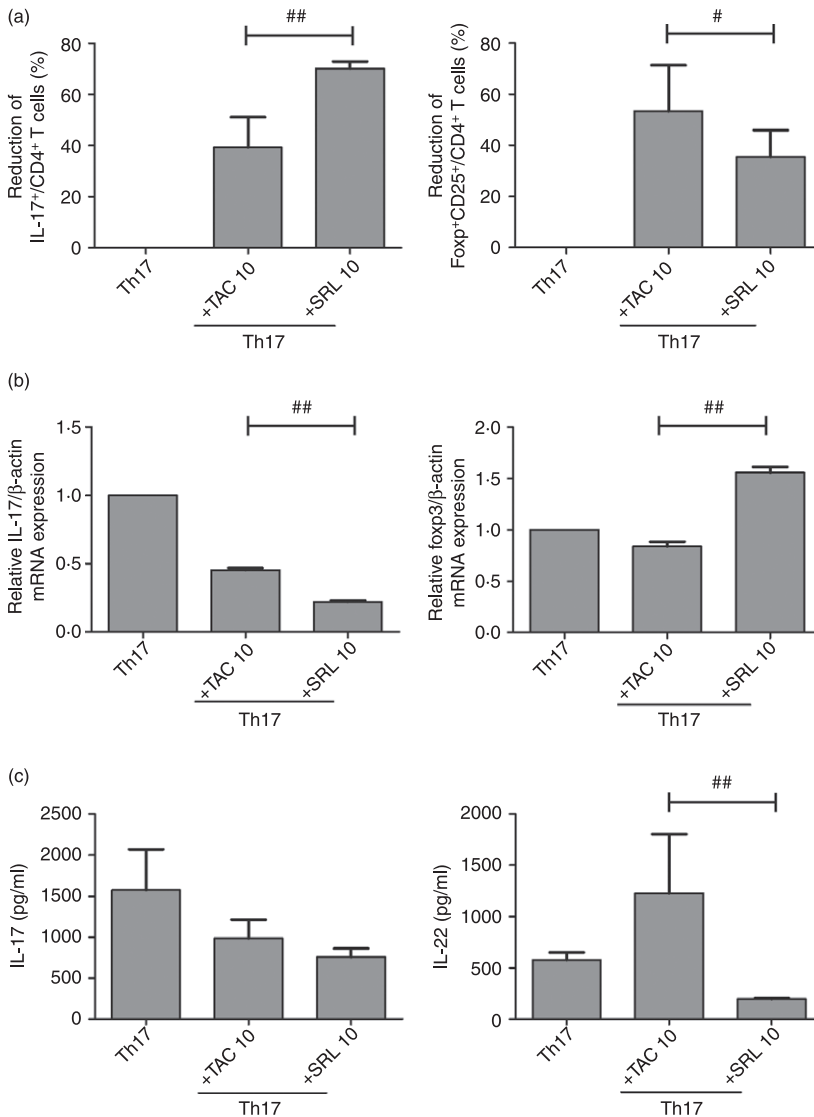 (a)
##
80
60
40
20
0
Reduction of
IL-17⁺/CD4⁺ T cells (%)
Th17
+TAC 10
+SRL 10
Th17
#
80
60
40
20
0
Reduction of
Foxp⁺CD25⁺/CD4⁺ T cells (%)
Th17
+TAC 10
+SRL 10
Th17
(b)
##
1·5
1·0
0·5
0·0
Relative IL-17/β-actin
mRNA expression
Th17
+TAC 10
+SRL 10
Th17
##
2·0
1·5
1·0
0·5
0·0
Relative foxp3/β-actin
mRNA expression
Th17
+TAC 10
+SRL 10
Th17
(c)
2500
2000
1500
1000
500
0
IL-17 (pg/ml)
Th17
+TAC 10
+SRL 10
Th17
##
2000
1500
1000
500
0
IL-22 (pg/ml)
Th17
+TAC 10
+SRL 10
Th17